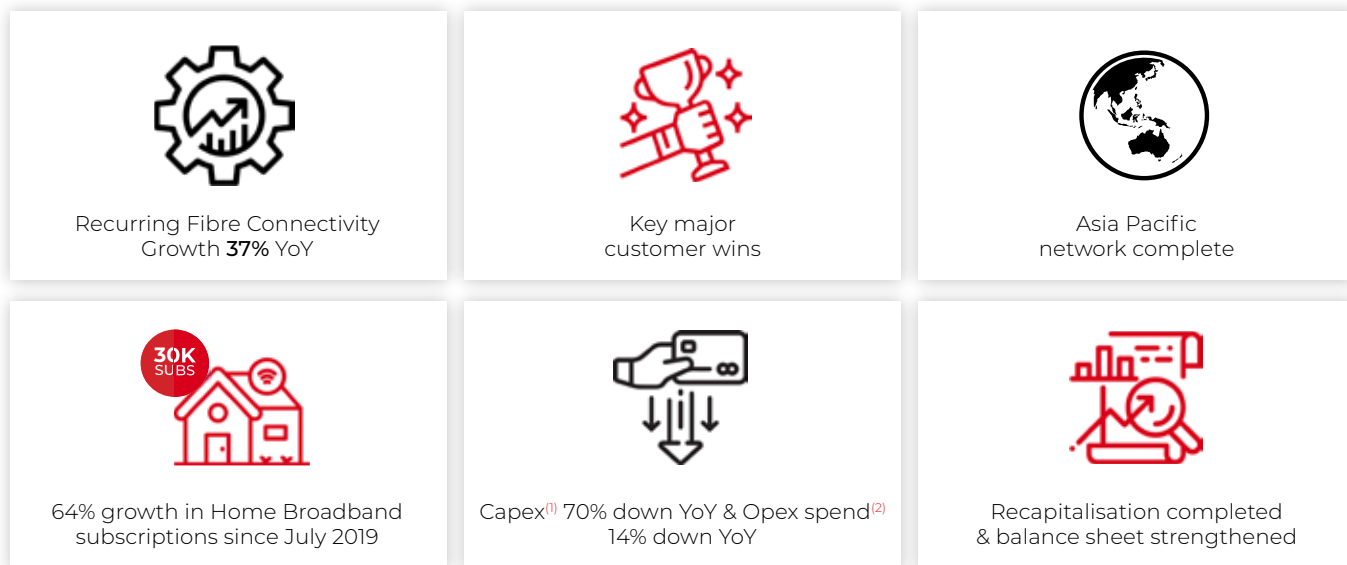 Recurring Fibre Connectivity
Growth 37% YoY
Key major
customer wins
Asia Pacific
network complete
30K
SUBS
64% growth in Home Broadband
subscriptions since July 2019
Capex(1) 70% down YoY & Opex spend(2)
14% down YoY
Recapitalisation completed
& balance sheet strengthened